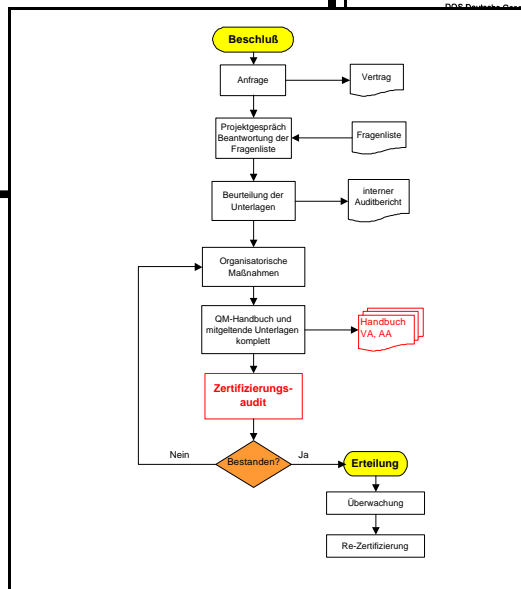 Beschluß
Anfrage
Vertrag
Projektgespräch
Beantwortung der
Fragenliste
Fragenliste
Beurteilung der
Unterlagen
interner
Auditbericht
Organisatorische
Maßnahmen
QM-Handbuch und
mitgeltende Unterlagen
komplett
Handbuch
VA, AA
Zertifizierungs-
audit
Nein
Bestanden?
Ja
Erteilung
Überwachung
Re-Zertifizierung